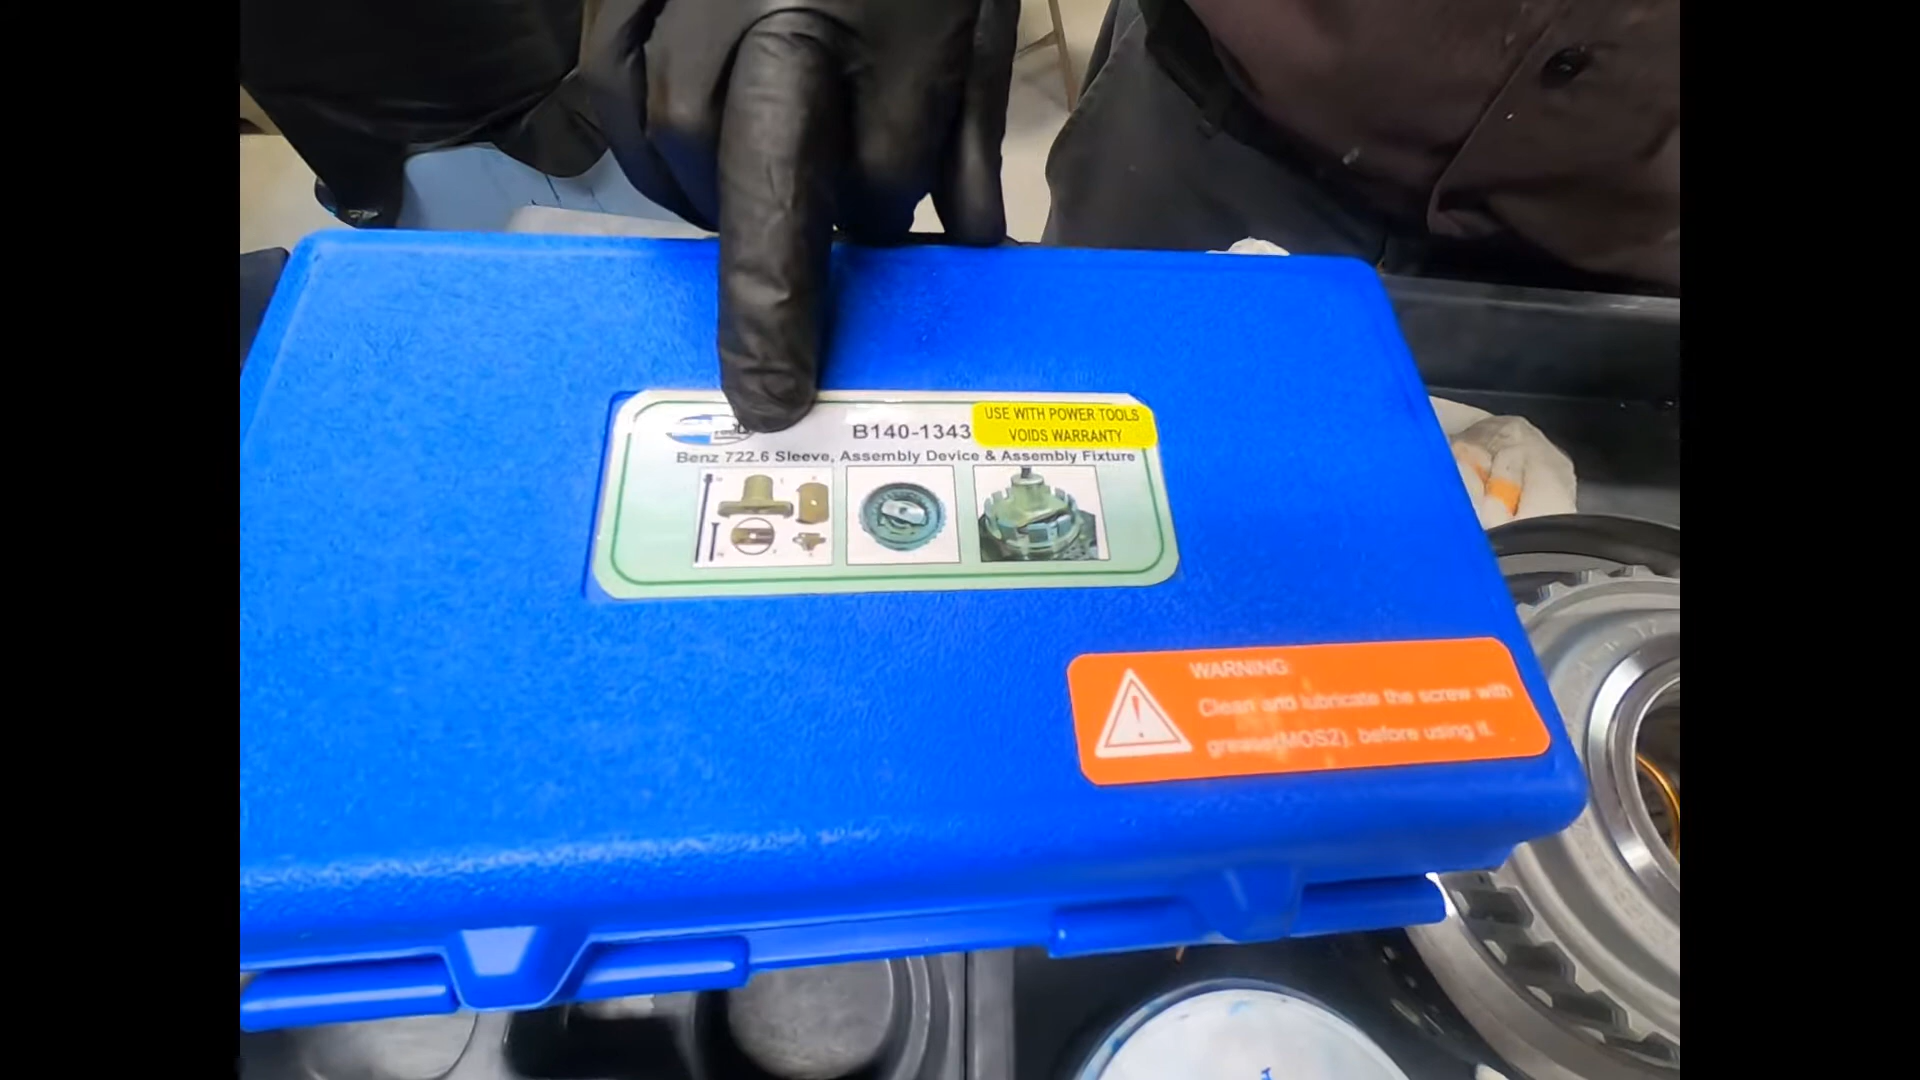 B140-1343
USE WITH POWER TOOLS
VOIDS WARRANTY
Benz 722.6 Sleeve, Assembly Device & Assembly Fixture
WARNING:
Clean and lubricate the screw with
grease(MOS2). before using it.